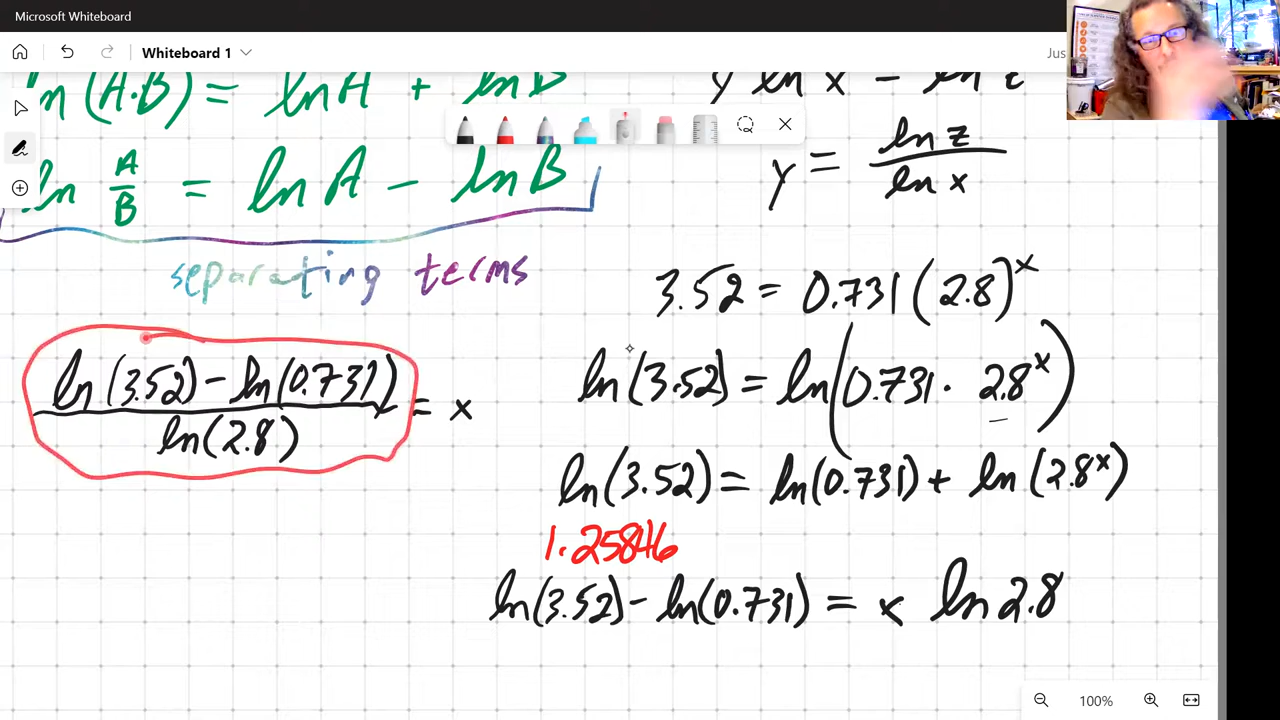 Microsoft Whiteboard
Whiteboard 1
Jus
ln(A·B) = lnA + lnB
ln A/B = lnA - lnB
separating terms
ln(3.52) - ln(0.731)
ln(2.8)
= x
y ln x = ln z
y = ln z / ln x
3.52 = 0.731(2.8)^x
ln(3.52) = ln(0.731 · 2.8^x)
ln(3.52) = ln(0.731) + ln(2.8^x)
1.25846
ln(3.52) - ln(0.731) = x ln 2.8
100%